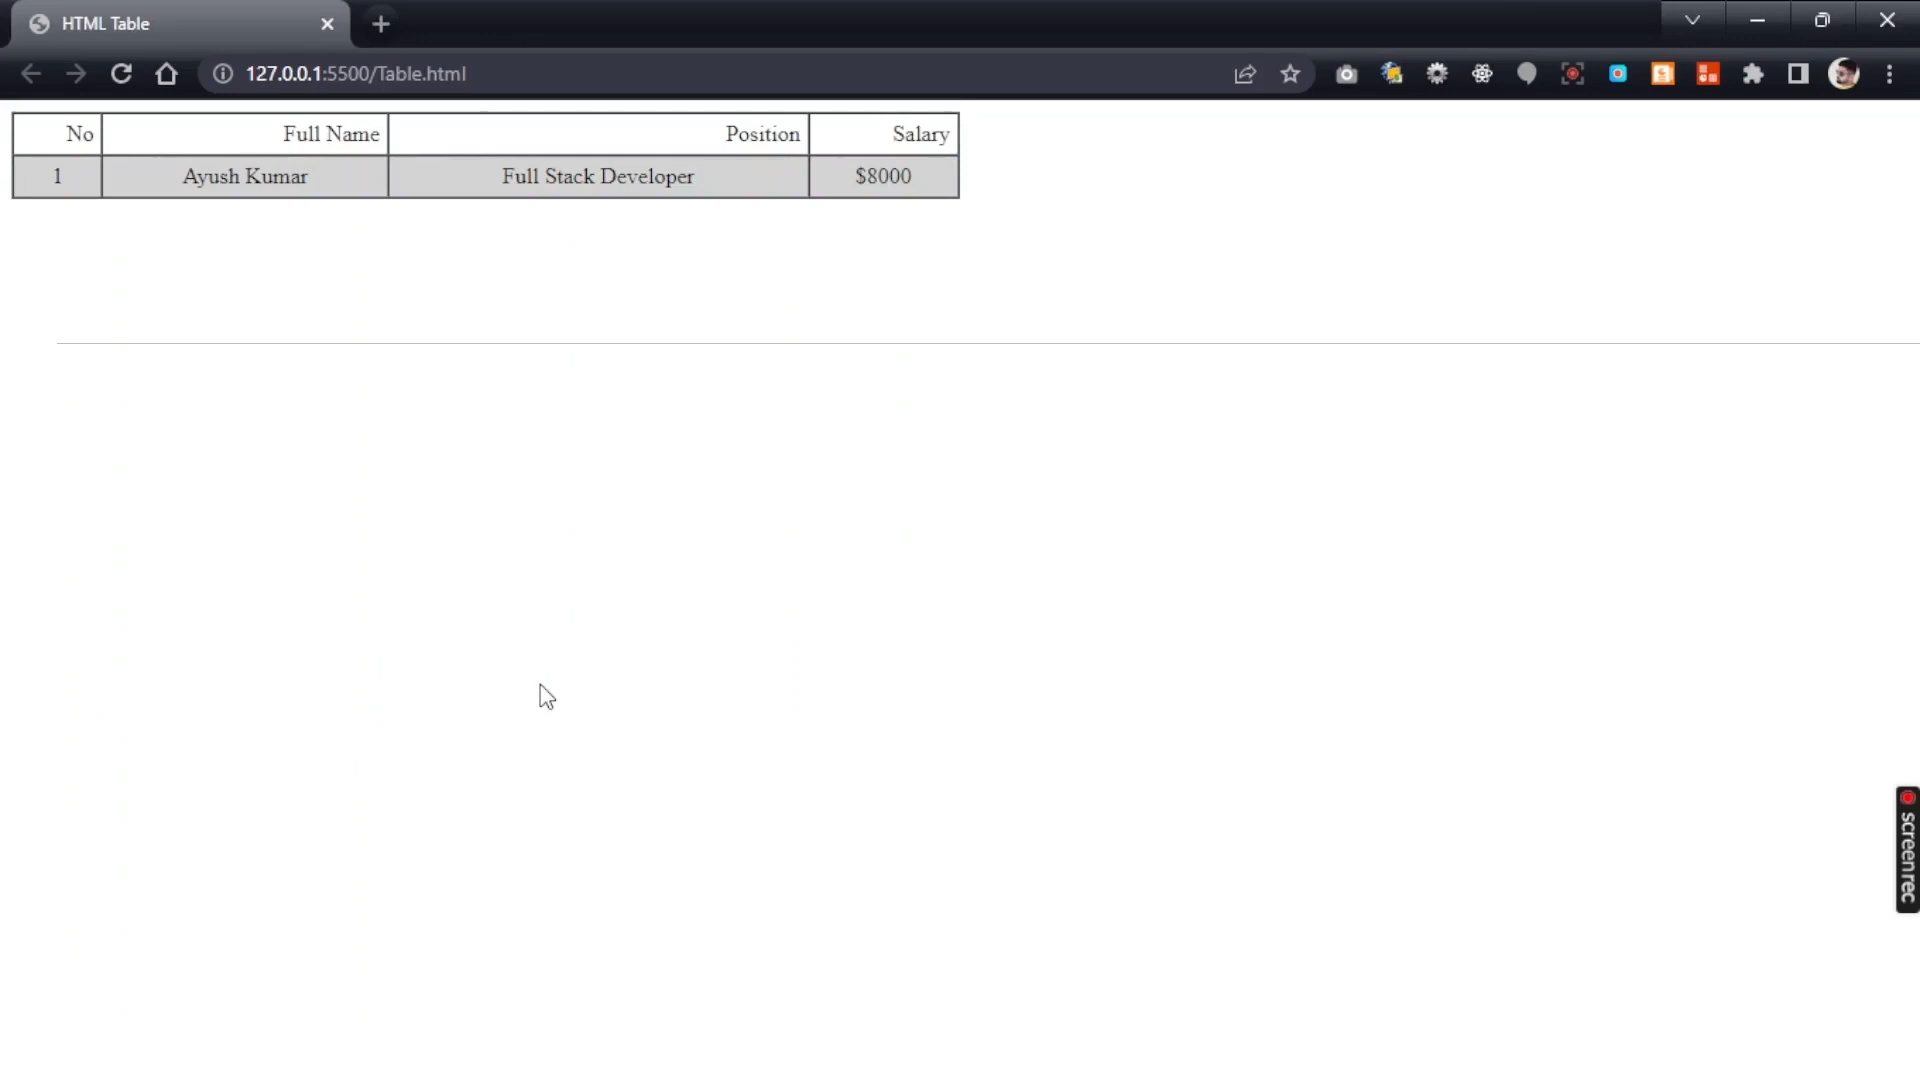 HTML Table
127.0.0.1:5500/Table.html
No Full Name Position Salary
1 Ayush Kumar Full Stack Developer $8000
screenrec